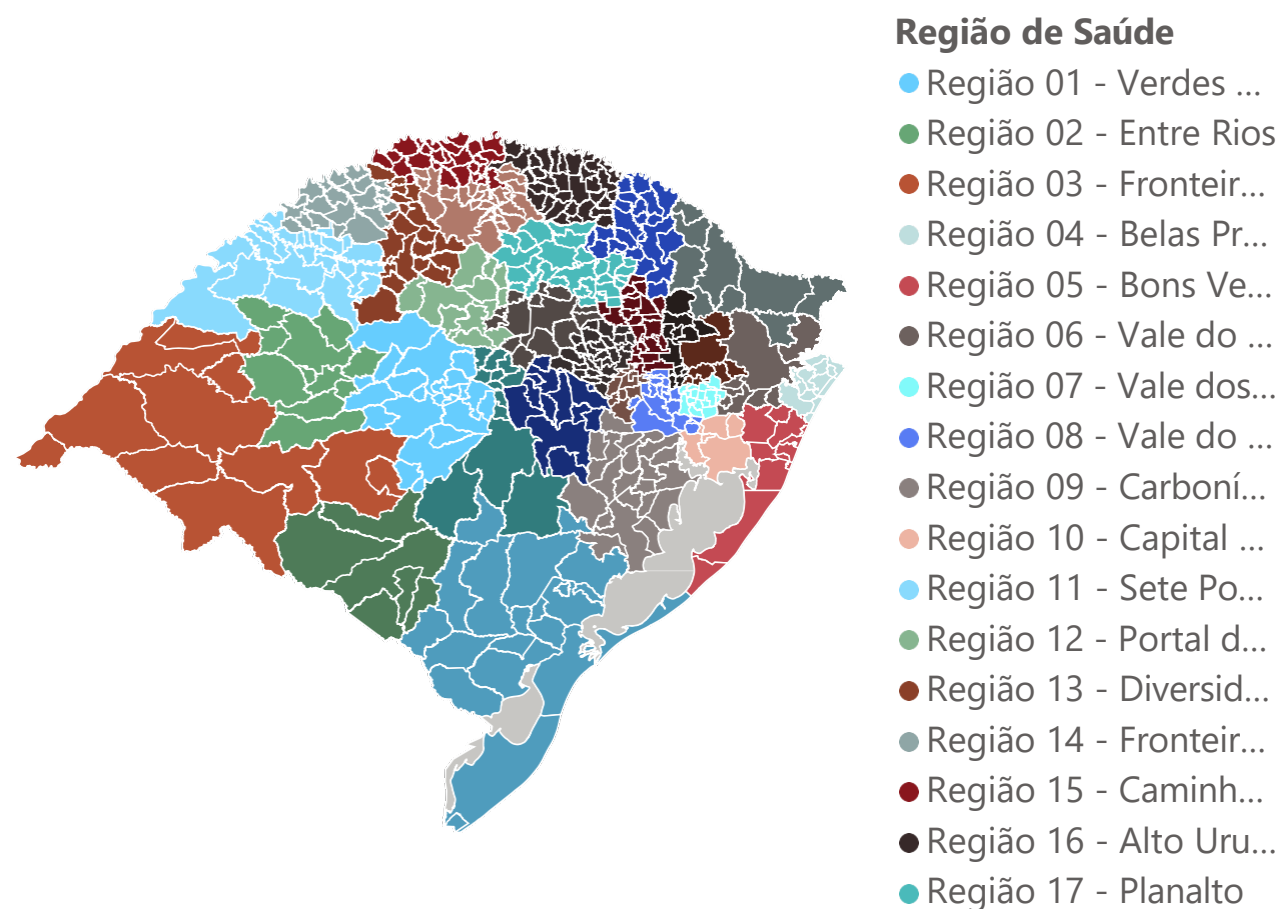 Região de Saúde
Região 01 - Verdes ...
Região 02 - Entre Rios
Região 03 - Fronteir...
Região 04 - Belas Pr...
Região 05 - Bons Ve...
Região 06 - Vale do ...
Região 07 - Vale dos...
Região 08 - Vale do ...
Região 09 - Carboní...
Região 10 - Capital ...
Região 11 - Sete Po...
Região 12 - Portal d...
Região 13 - Diversid...
Região 14 - Fronteir...
Região 15 - Caminh...
Região 16 - Alto Uru...
Região 17 - Planalto